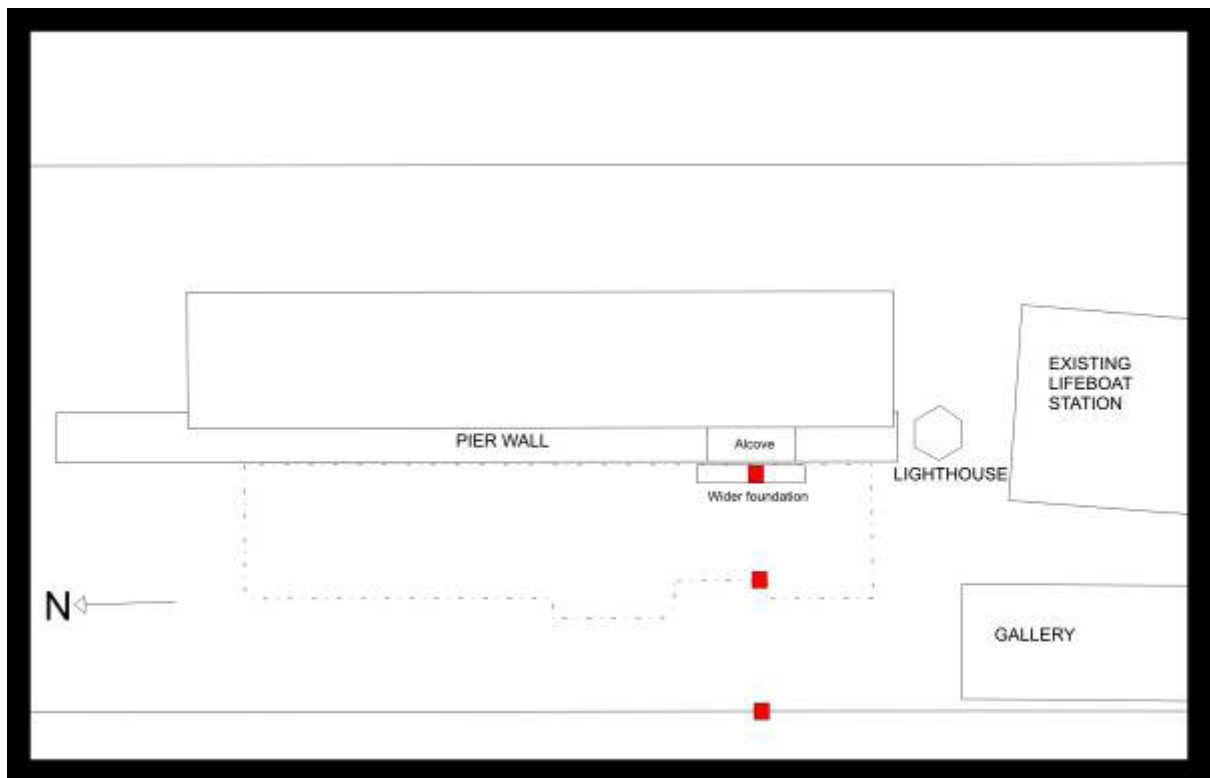 EXISTING
LIFEBOAT
STATION
PIER WALL
Alcove
LIGHTHOUSE
Wider foundation
N
GALLERY